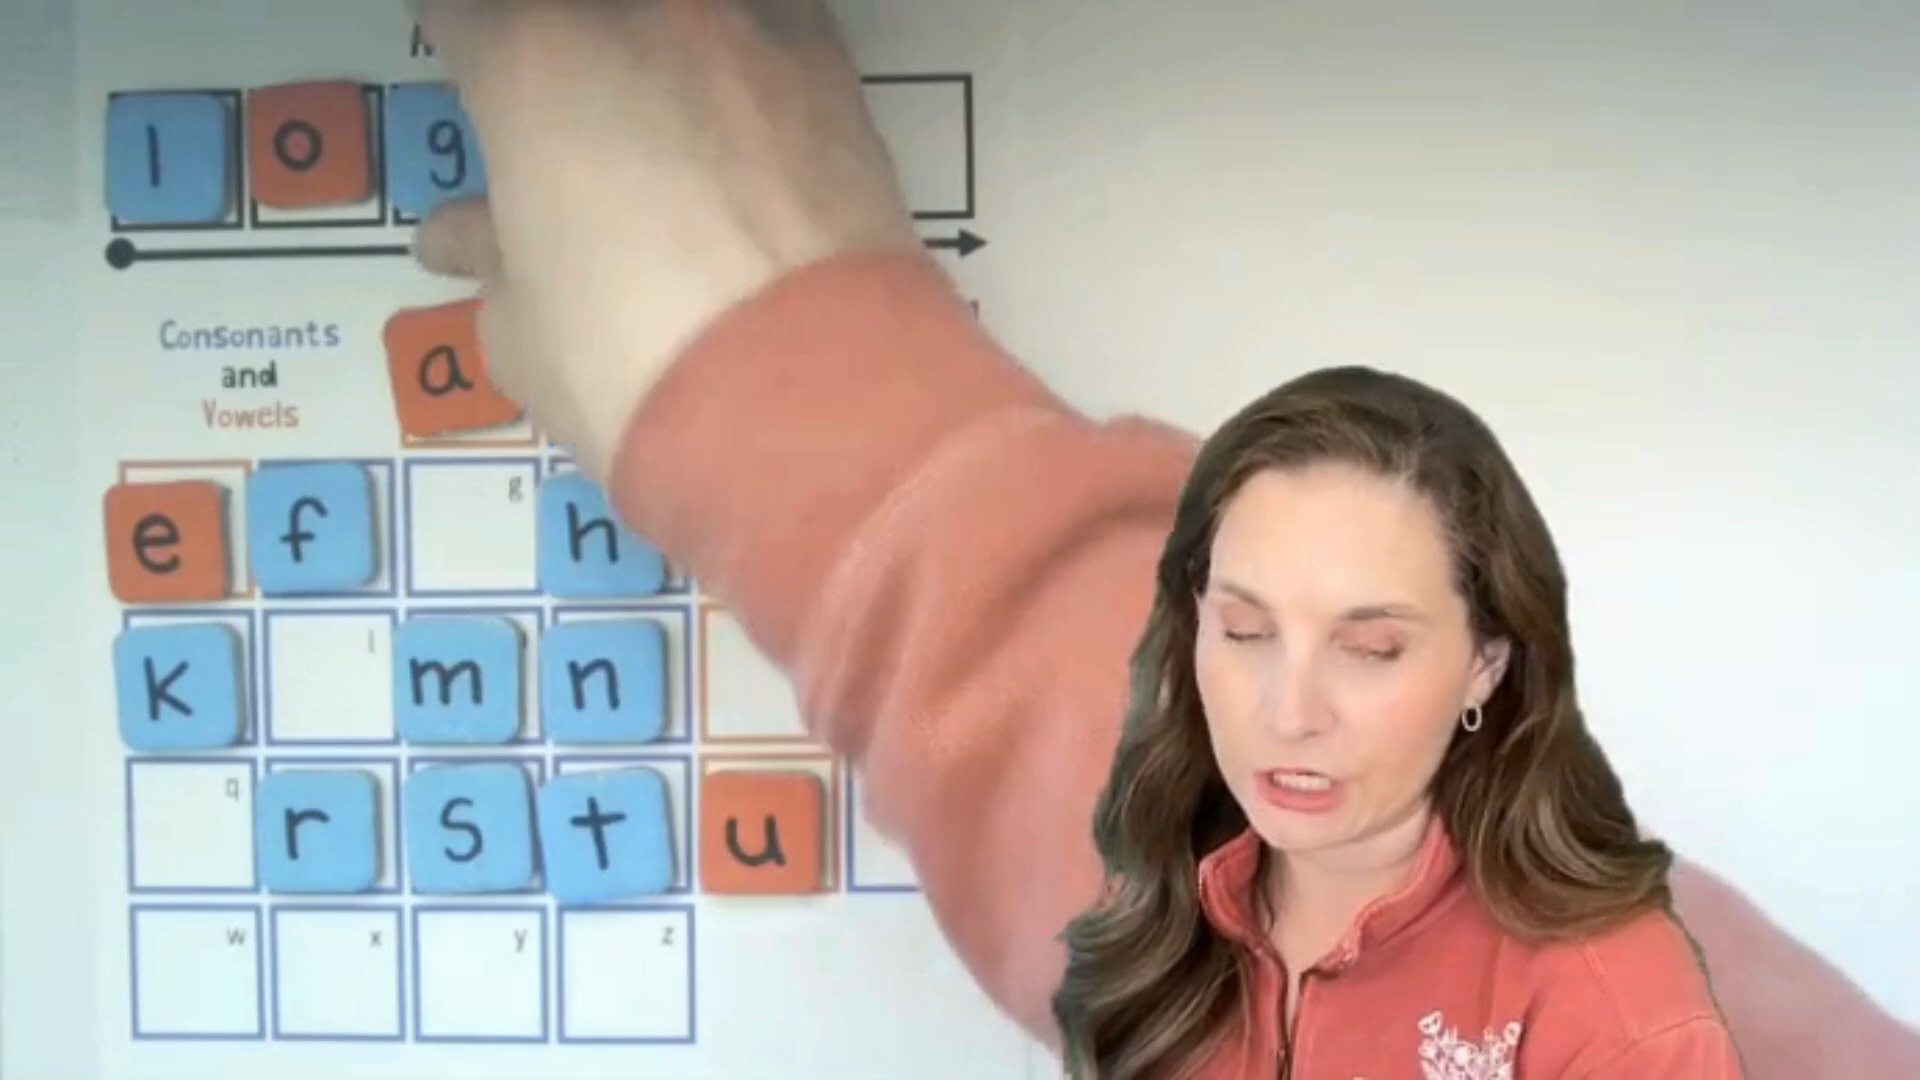 l o g
Consonants
and
Vowels
a
e f g h
k l m n
q r s t u
w x y z